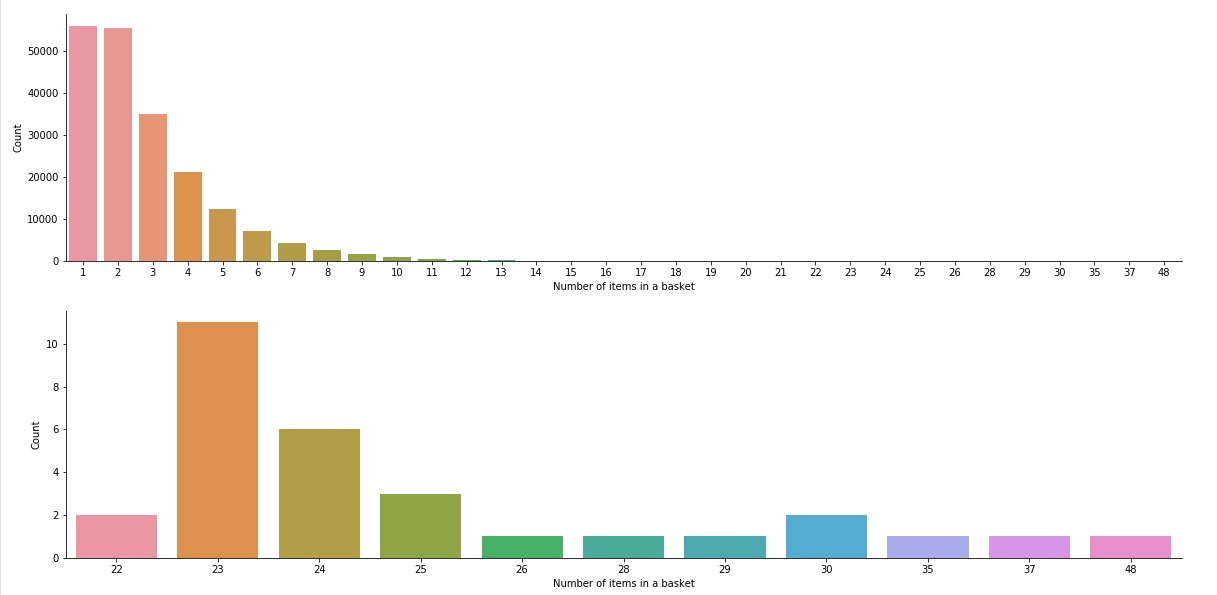 50000
40000
30000
20000
10000
0
Count
1 2 3 4 5 6 7 8 9 10 11 12 13 14 15 16 17 18 19 20 21 22 23 24 25 26 28 29 30 35 37 48
Number of items in a basket
10
8
6
4
2
0
Count
22 23 24 25 26 28 29 30 35 37 48
Number of items in a basket